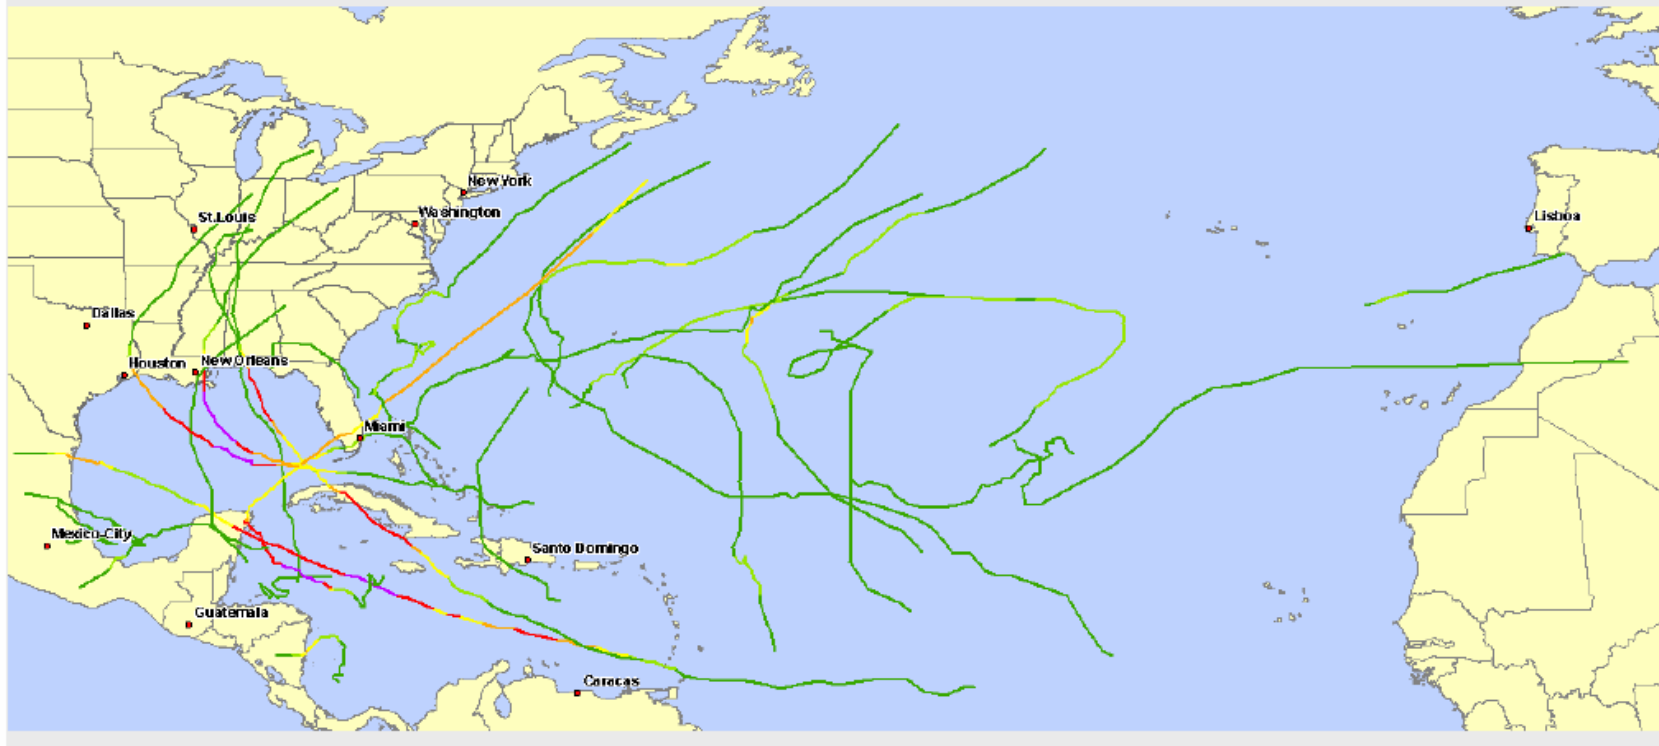 New York
Washington
St.Louis
Lisboa
Dallas
Houston
New Orleans
Miami
Mexico-City
Santo Domingo
Guatemala
Caracas